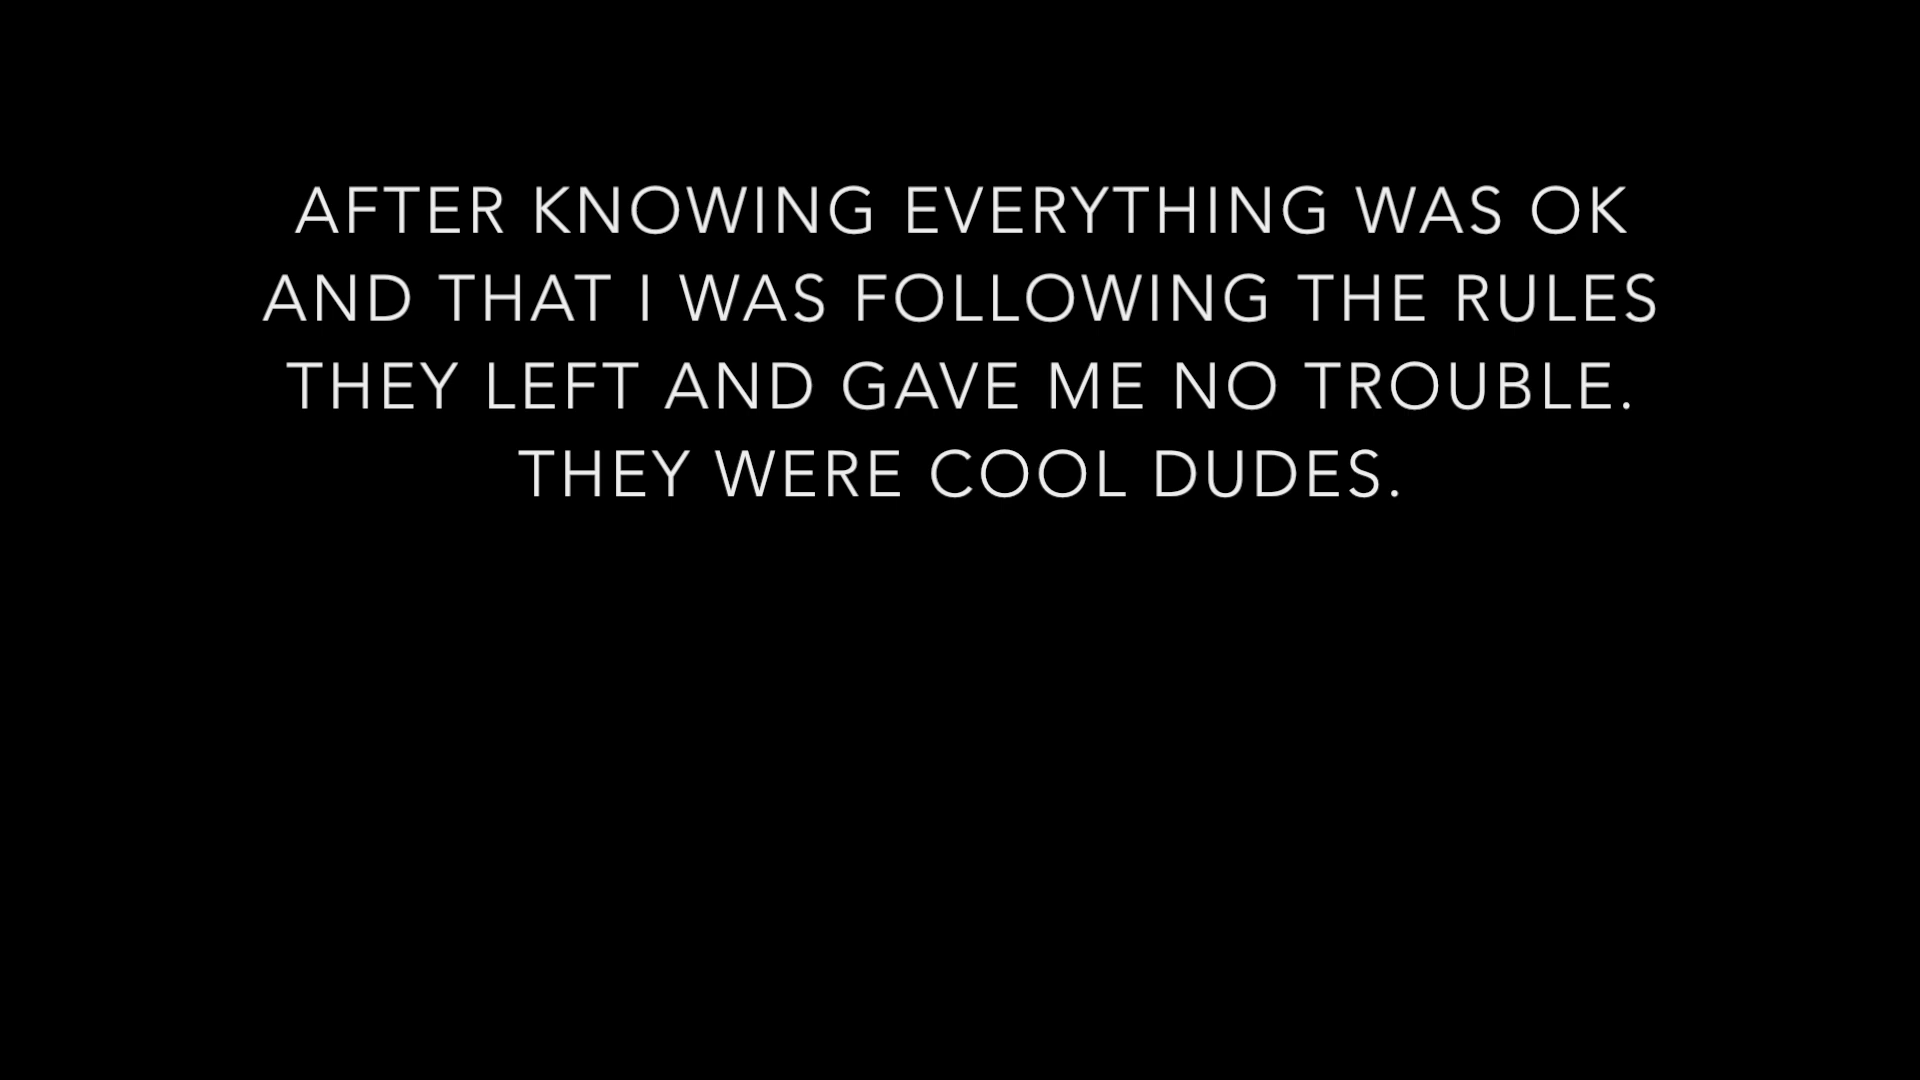 AFTER KNOWING EVERYTHING WAS OK
AND THAT I WAS FOLLOWING THE RULES
THEY LEFT AND GAVE ME NO TROUBLE.
THEY WERE COOL DUDES.